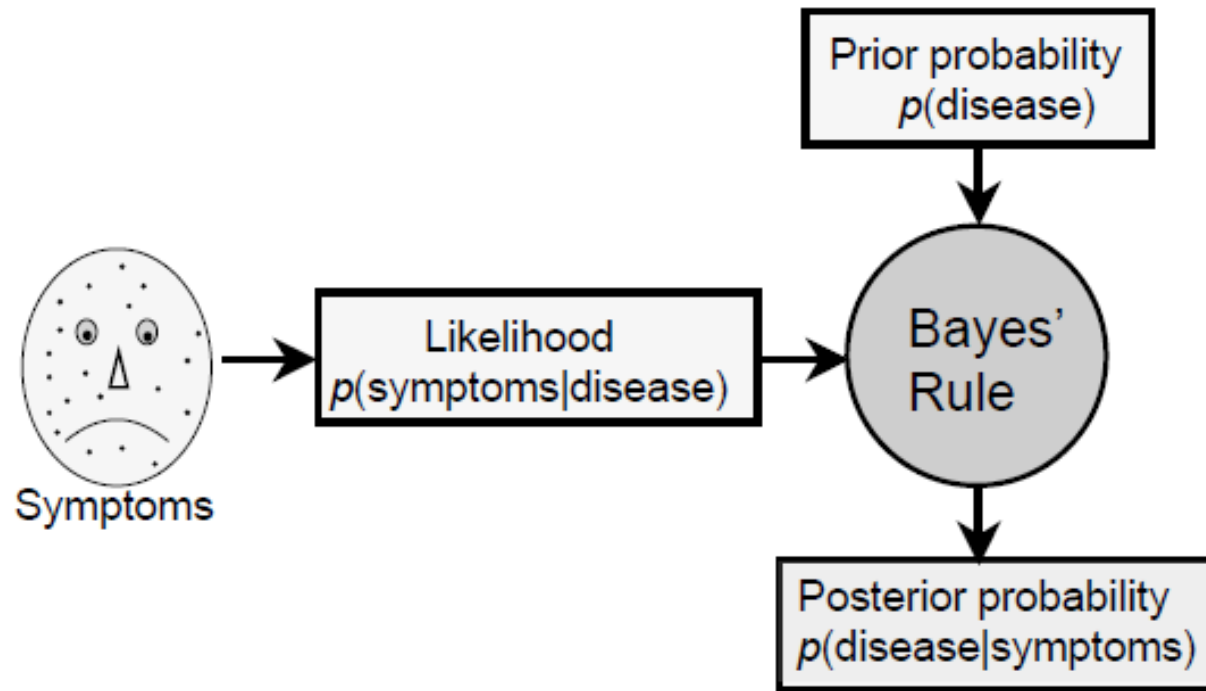 Prior probability
p(disease)
Symptoms
Likelihood
p(symptoms|disease)
Bayes’
Rule
Posterior probability
p(disease|symptoms)